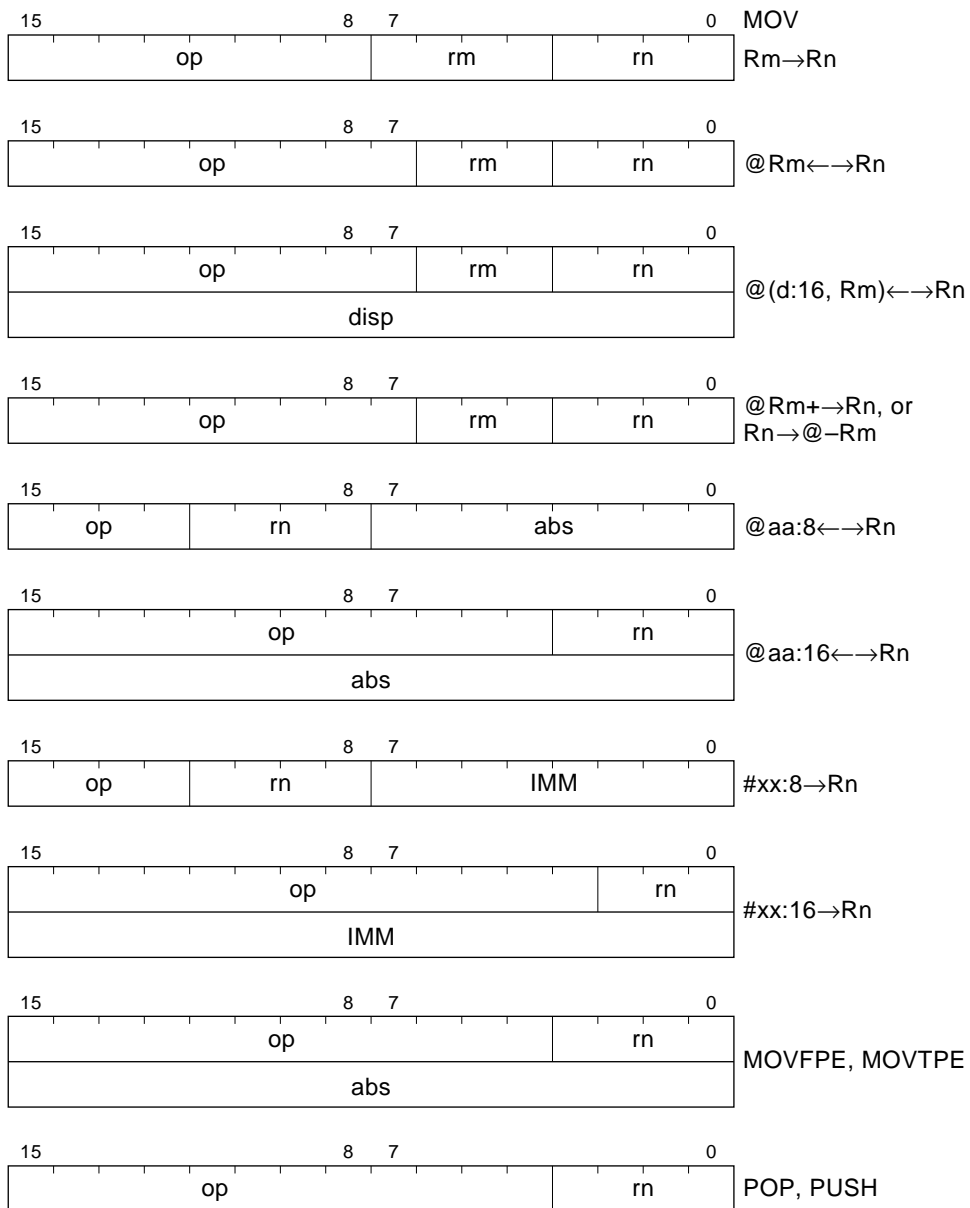 15 8 7 0 MOV
op rm rn Rm→Rn
15 8 7 0
op rm rn @Rm←→Rn
15 8 7 0
op rm rn
@(d:16, Rm)←→Rn
disp
15 8 7 0
op rm rn @Rm+→Rn, or
Rn→@–Rm
15 8 7 0
op rn abs @aa:8←→Rn
15 8 7 0
op rn
@aa:16←→Rn
abs
15 8 7 0
op rn IMM #xx:8→Rn
15 8 7 0
op rn
#xx:16→Rn
IMM
15 8 7 0
op rn
MOVFPE, MOVTPE
abs
15 8 7 0
op rn POP, PUSH